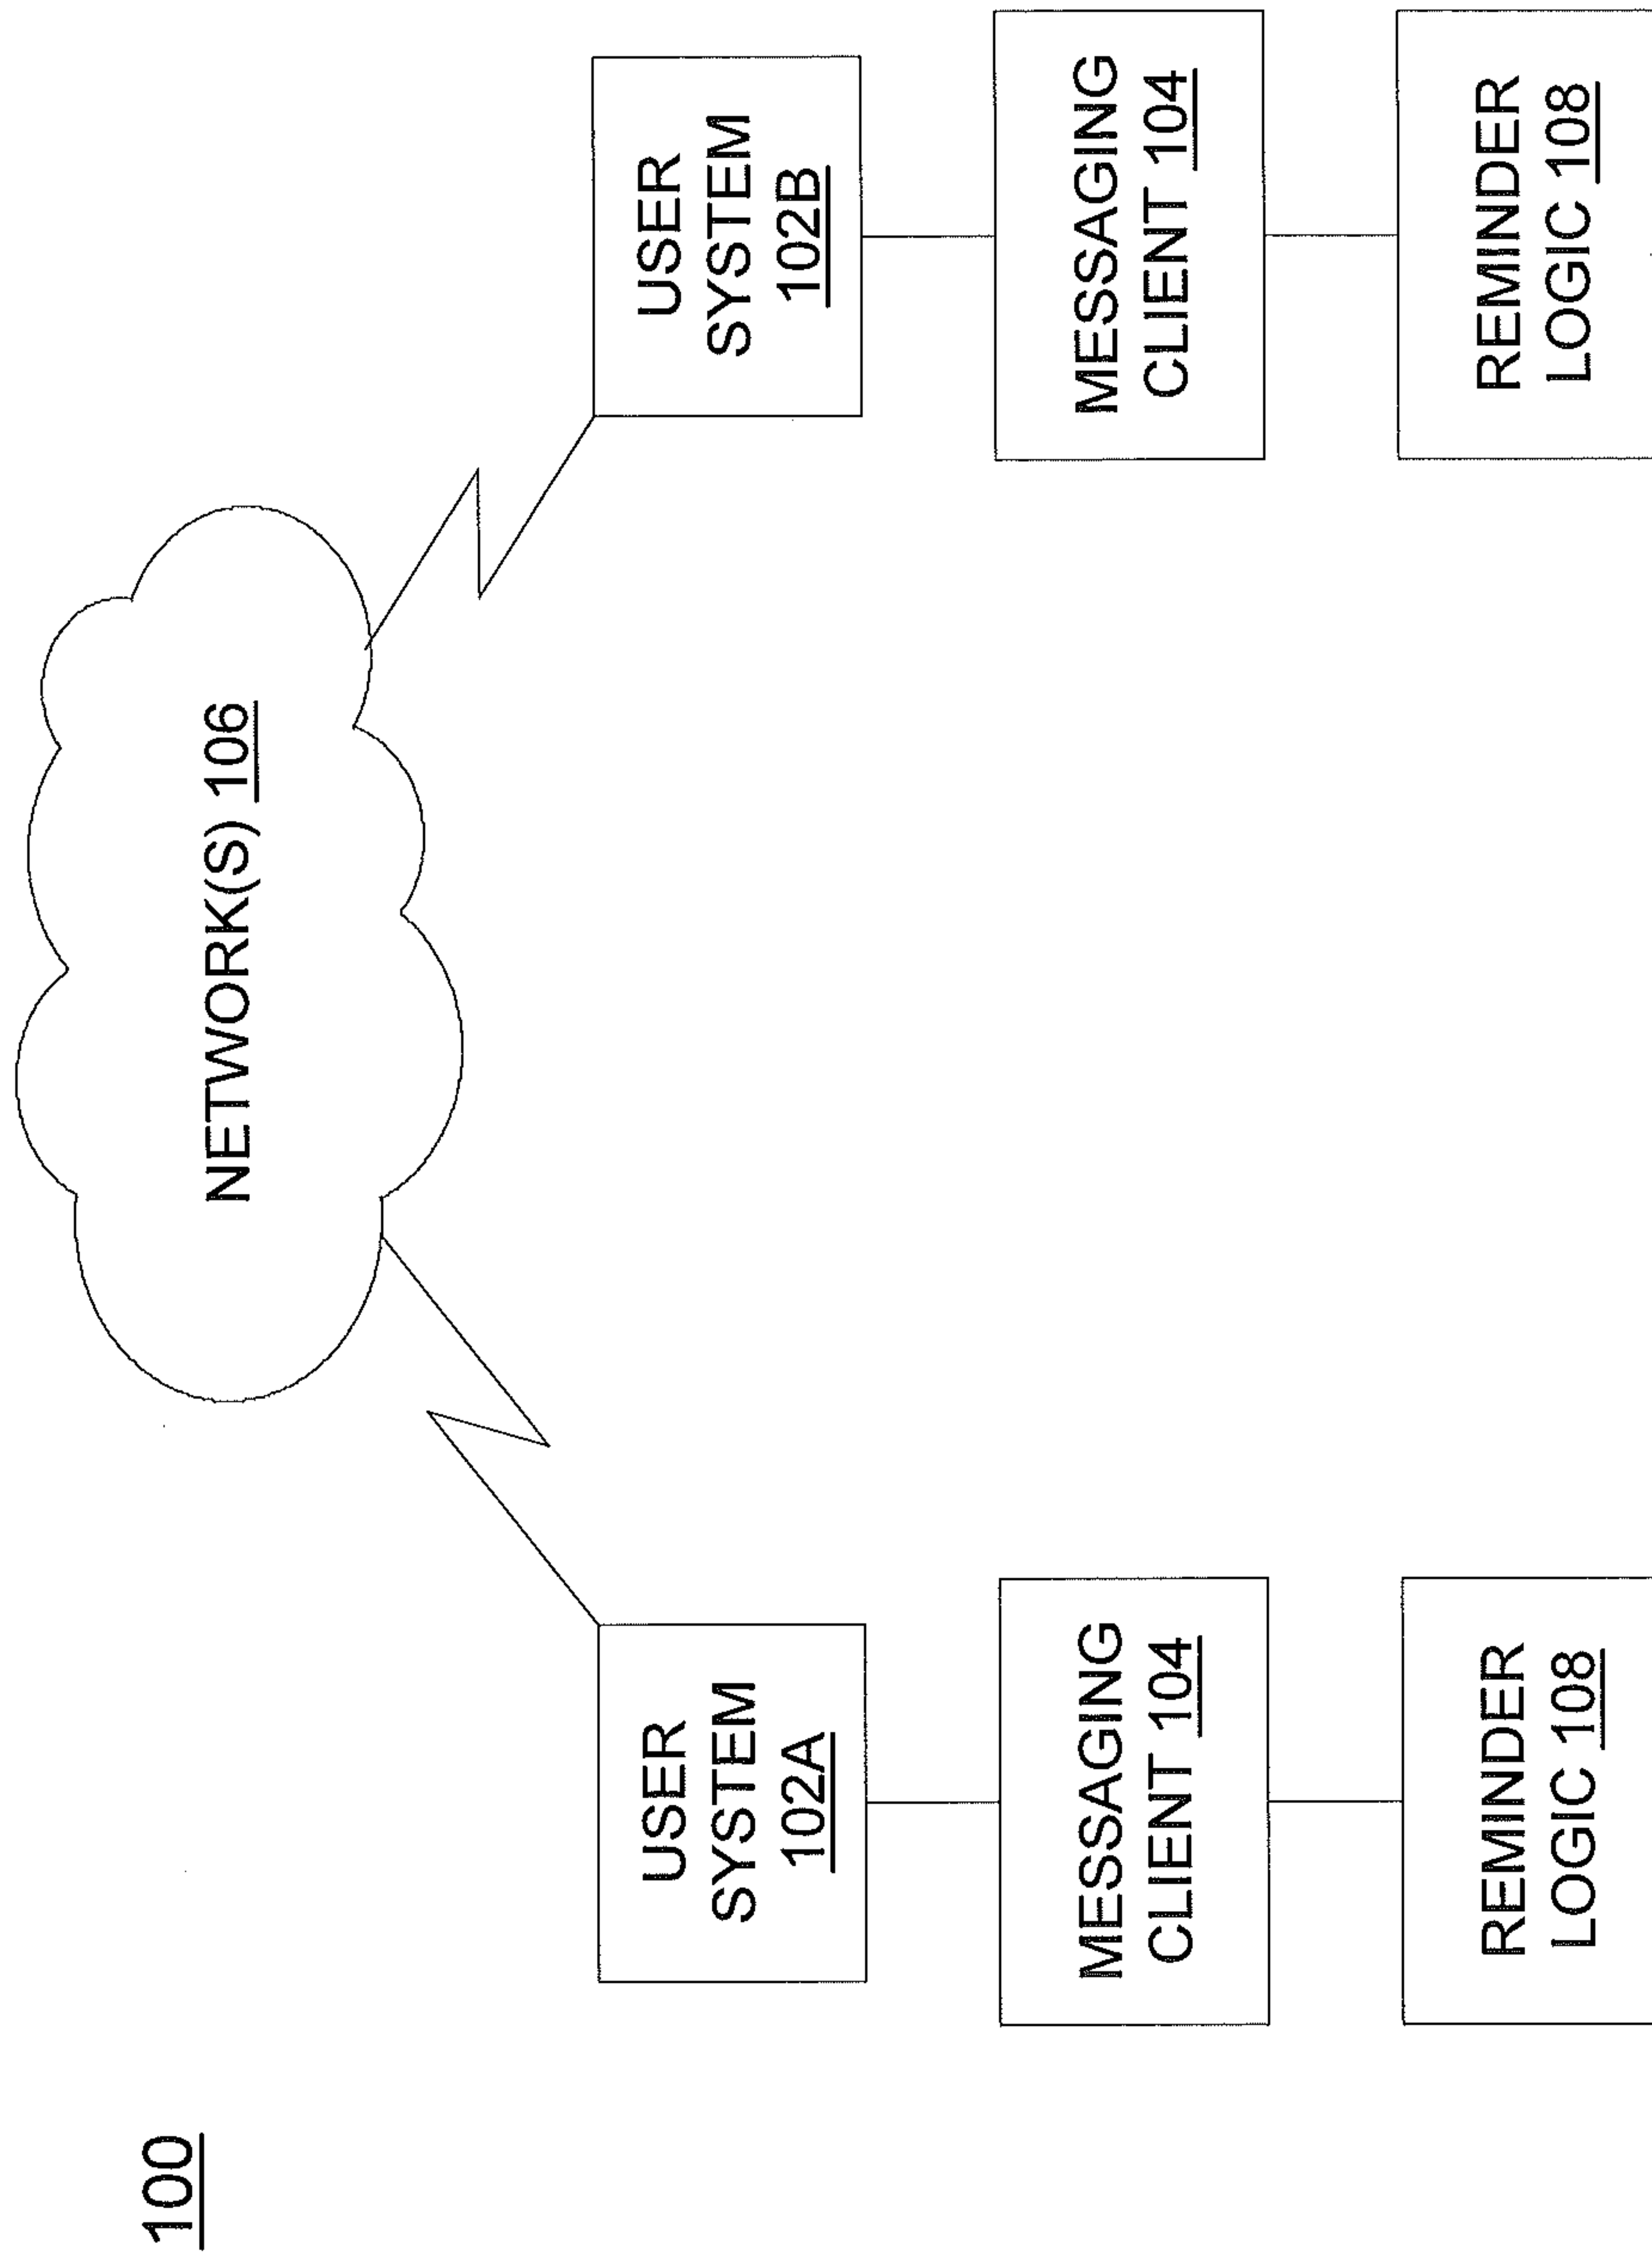 100
NETWORK(S) 106
USER
SYSTEM
102A
USER
SYSTEM
102B
MESSAGING
CLIENT 104
MESSAGING
CLIENT 104
REMINDER
LOGIC 108
REMINDER
LOGIC 108